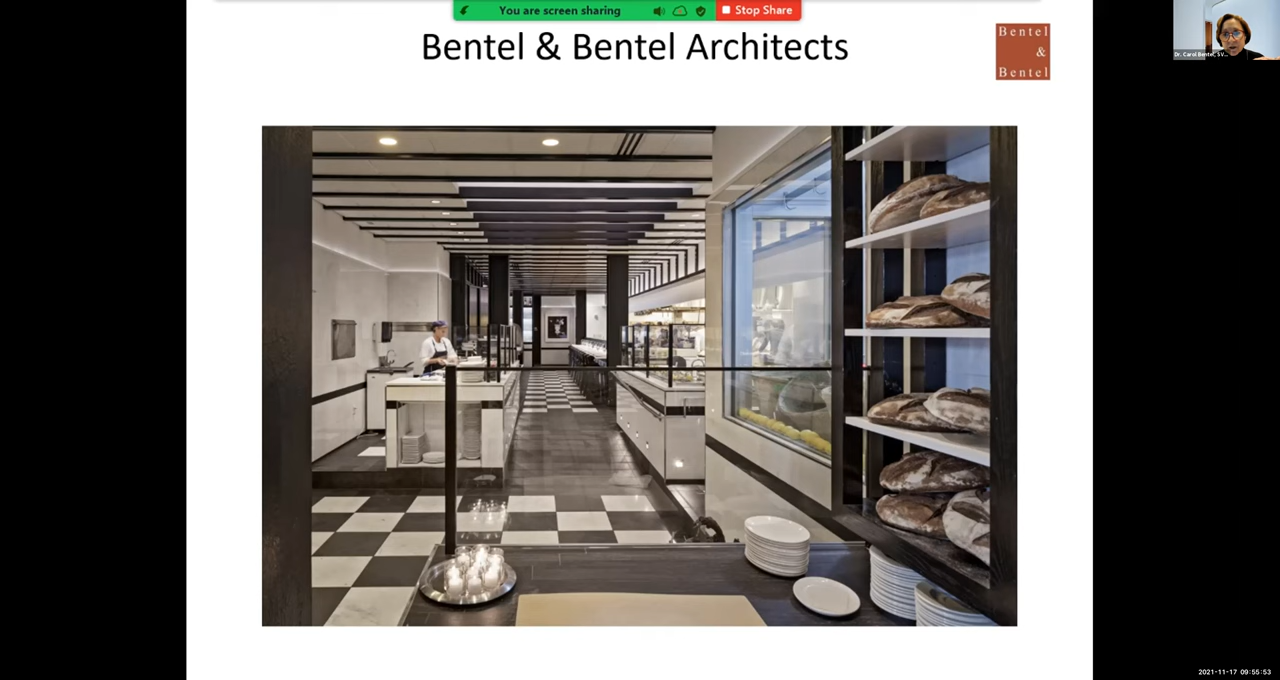 You are screen sharing
Stop Share
Bentel & Bentel Architects
Bentel
&
Bentel
Dr. Carol Bentel, SV...
2021-11-17 09:55:53